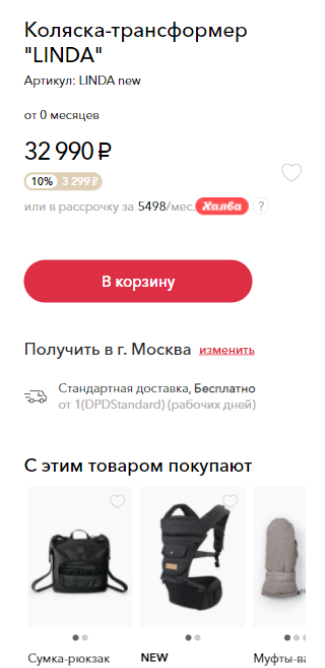 Коляска-трансформер
"LINDA"
Артикул: LINDA new
от 0 месяцев
32 990 ₽
10% 3 299 ₽
или в рассрочку за 5498/мес. Халва ?
В корзину
Получить в г. Москва изменить
Стандартная доставка, Бесплатно
от 1(DPDStandard) (рабочих дней)
С этим товаром покупают
Сумка-рюкзак
NEW